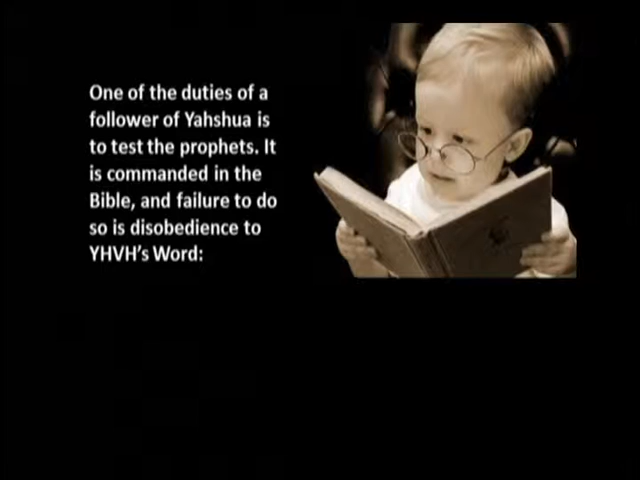 One of the duties of a
follower of Yahshua is
to test the prophets. It
is commanded in the
Bible, and failure to do
so is disobedience to
YHVH's Word: